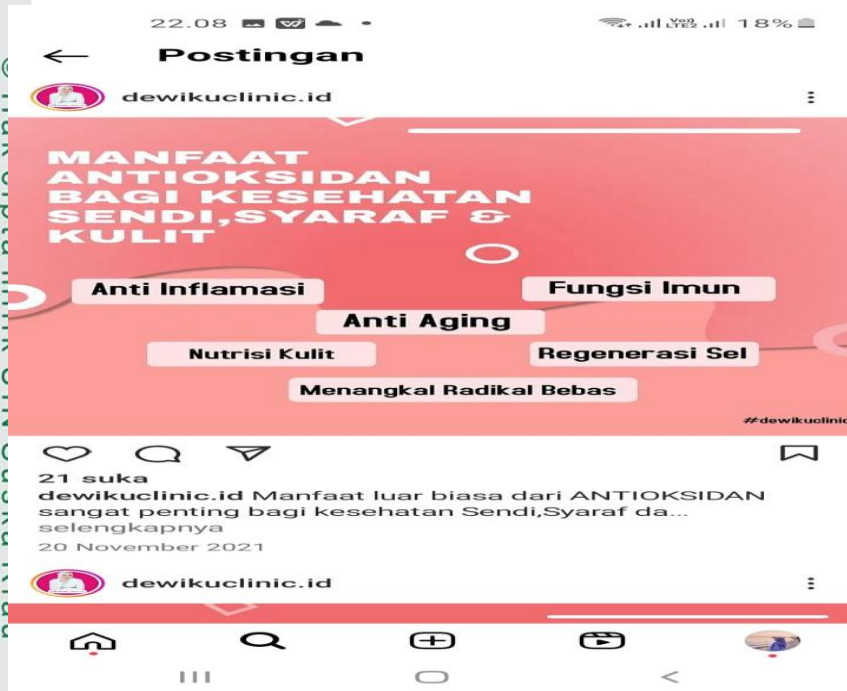 22.08
VoLTE2 18%
Postingan
dewikuclinic.id
MANFAAT
ANTIOKSIDAN
BAGI KESEHATAN
SENDI,SYARAF &
KULIT
Anti Inflamasi
Fungsi Imun
Anti Aging
Nutrisi Kulit
Regenerasi Sel
Menangkal Radikal Bebas
#dewikuclinic
21 suka
dewikuclinic.id Manfaat luar biasa dari ANTIOKSIDAN
sangat penting bagi kesehatan Sendi,Syaraf da...
selengkapnya
20 November 2021
dewikuclinic.id